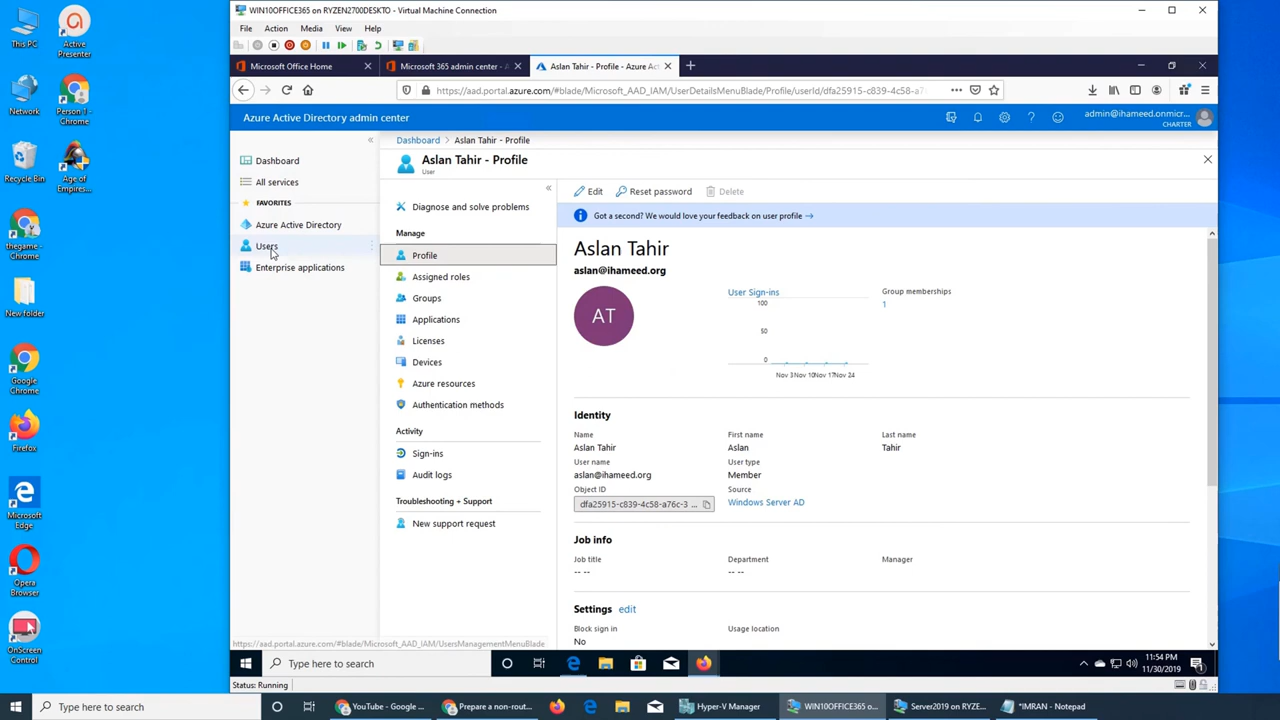 This PC
Active
Presenter
Network
Person 1 -
Chrome
Recycle Bin
Age of
Empires...
thegame -
Chrome
New folder
Google
Chrome
Firefox
Microsoft
Edge
Opera
Browser
OnScreen
Control
WIN10OFFICE365 on RYZEN2700DESKTO - Virtual Machine Connection
File Action Media View Help
Microsoft Office Home
Microsoft 365 admin center - A
Aslan Tahir - Profile - Azure Act
https://aad.portal.azure.com/#blade/Microsoft_AAD_IAM/UserDetailsMenuBlade/Profile/userId/dfa25915-c839-4c58-a7
Azure Active Directory admin center
admin@ihameed.onmicr...
CHARTER
Dashboard
All services
FAVORITES
Azure Active Directory
Users
Enterprise applications
Dashboard > Aslan Tahir - Profile
Aslan Tahir - Profile
User
Diagnose and solve problems
Manage
Profile
Assigned roles
Groups
Applications
Licenses
Devices
Azure resources
Authentication methods
Activity
Sign-ins
Audit logs
Troubleshooting + Support
New support request
Edit Reset password Delete
Got a second? We would love your feedback on user profile →
Aslan Tahir
aslan@ihameed.org
AT
User Sign-ins
100
50
0
Nov 3 Nov 10 Nov 17 Nov 24
Group memberships
1
Identity
Name First name Last name
Aslan Tahir Aslan Tahir
User name User type
aslan@ihameed.org Member
Object ID Source
dfa25915-c839-4c58-a76c-3 ... Windows Server AD
Job info
Job title Department Manager
-- -- -- --
Settings edit
Block sign in Usage location
No
https://aad.portal.azure.com/#blade/Microsoft_AAD_IAM/UsersManagementMenuBlade
Type here to search
11:54 PM
11/30/2019
1
Status: Running
Type here to search
YouTube - Google ...
Prepare a non-rout...
Hyper-V Manager
WIN10OFFICE365 o...
Server2019 on RYZE...
*IMRAN - Notepad